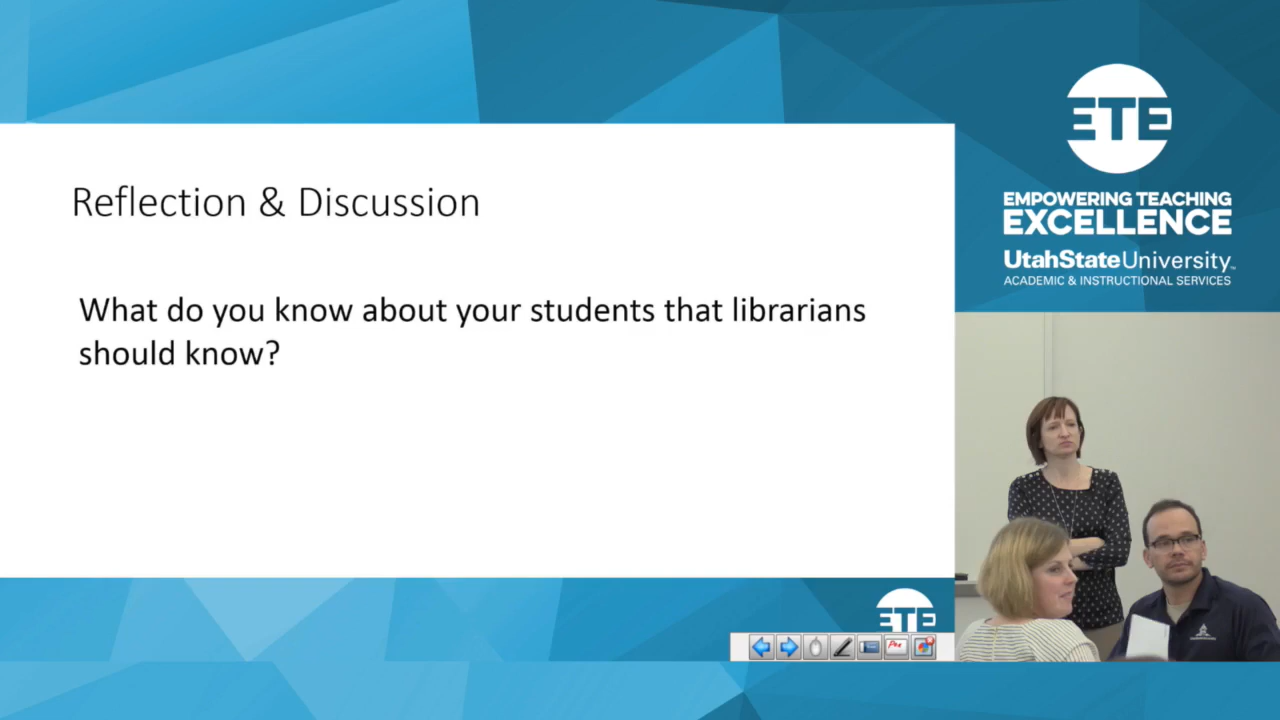 Reflection & Discussion
What do you know about your students that librarians
should know?
ETE
EMPOWERING TEACHING
EXCELLENCE
UtahStateUniversity™
ACADEMIC & INSTRUCTIONAL SERVICES
ETE